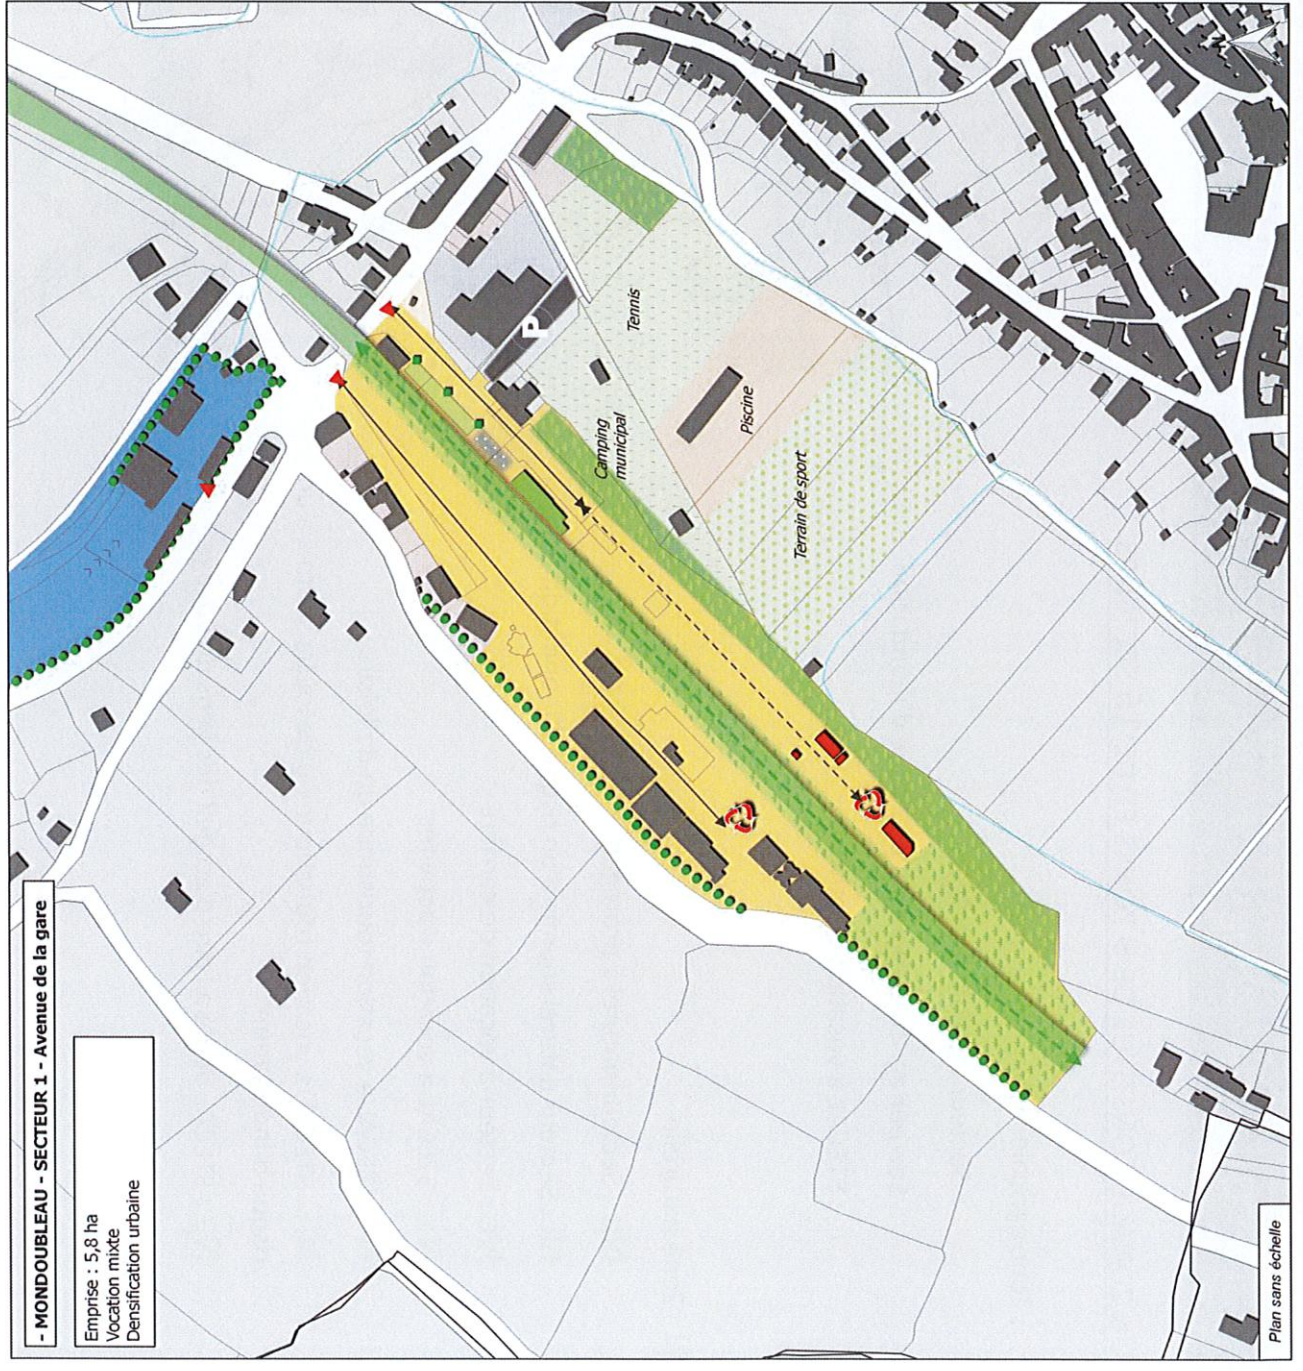 - MONDOUBLEAU - SECTEUR 1 - Avenue de la gare
Emprise : 5,8 ha
Vocation mixte
Densification urbaine
P
Tennis
Camping
municipal
Piscine
Terrain de sport
Plan sans échelle
N